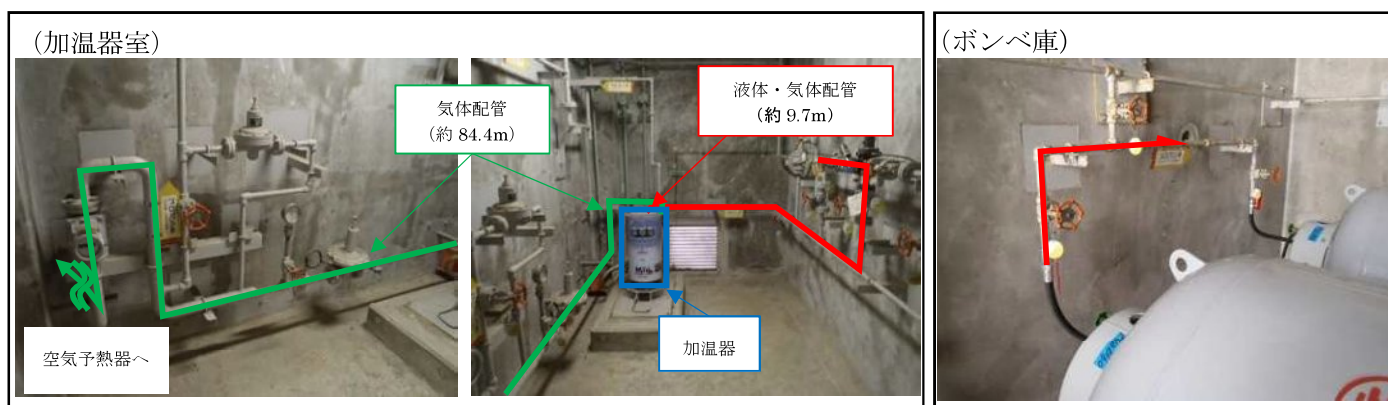 (加温器室)
気体配管
(約 84.4m)
空気予熱器へ
液体・気体配管
(約 9.7m)
加温器
(ボンベ庫)